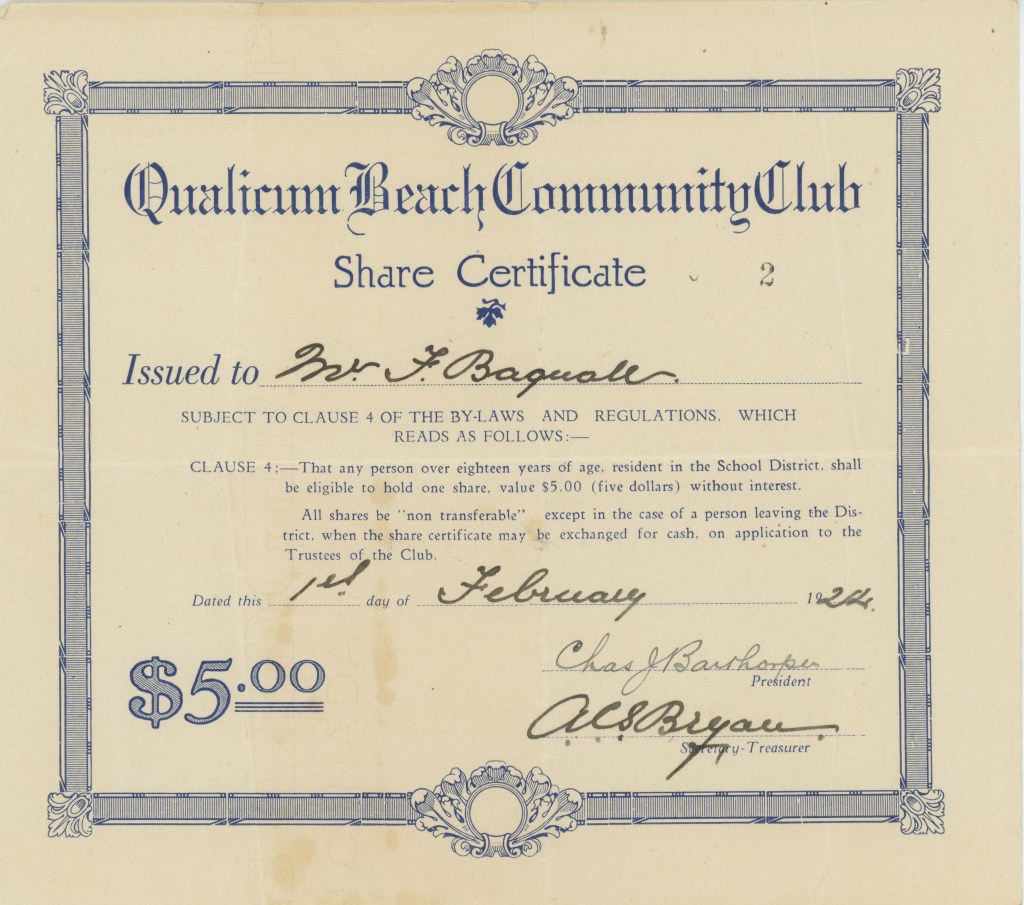 Qualicum Beach Community Club
Share Certificate 2
Issued to Mr. F. Bagnall.
SUBJECT TO CLAUSE 4 OF THE BY-LAWS AND REGULATIONS, WHICH
READS AS FOLLOWS:—
CLAUSE 4:—That any person over eighteen years of age, resident in the School District, shall
be eligible to hold one share, value $5.00 (five dollars) without interest.
All shares be "non transferable" except in the case of a person leaving the Dis-
trict, when the share certificate may be exchanged for cash, on application to the
Trustees of the Club.
Dated this 1st day of February 1924.
$5.00
Chas J Barthorpe
President
A.C.S. Bryan.
Secretary-Treasurer